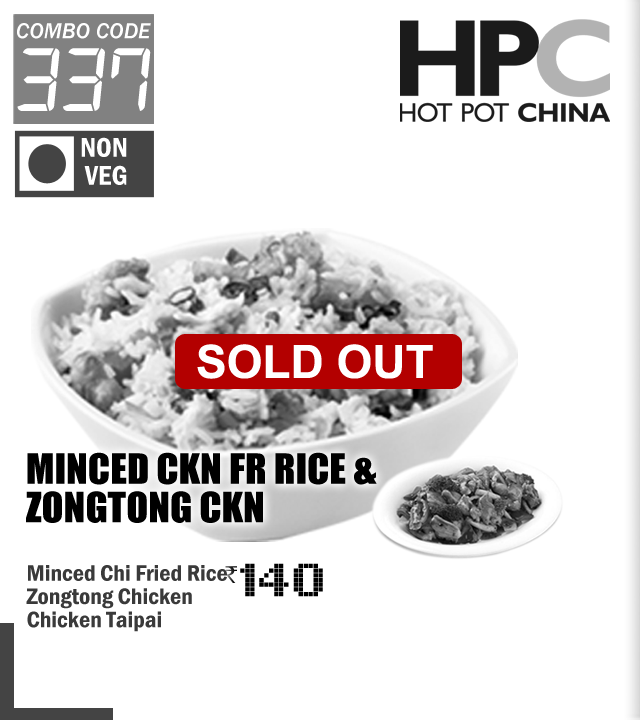 COMBO CODE
337
NON
VEG
HPC
HOT POT CHINA
SOLD OUT
MINCED CKN FR RICE &
ZONGTONG CKN
Minced Chi Fried Rice ₹140
Zongtong Chicken
Chicken Taipai